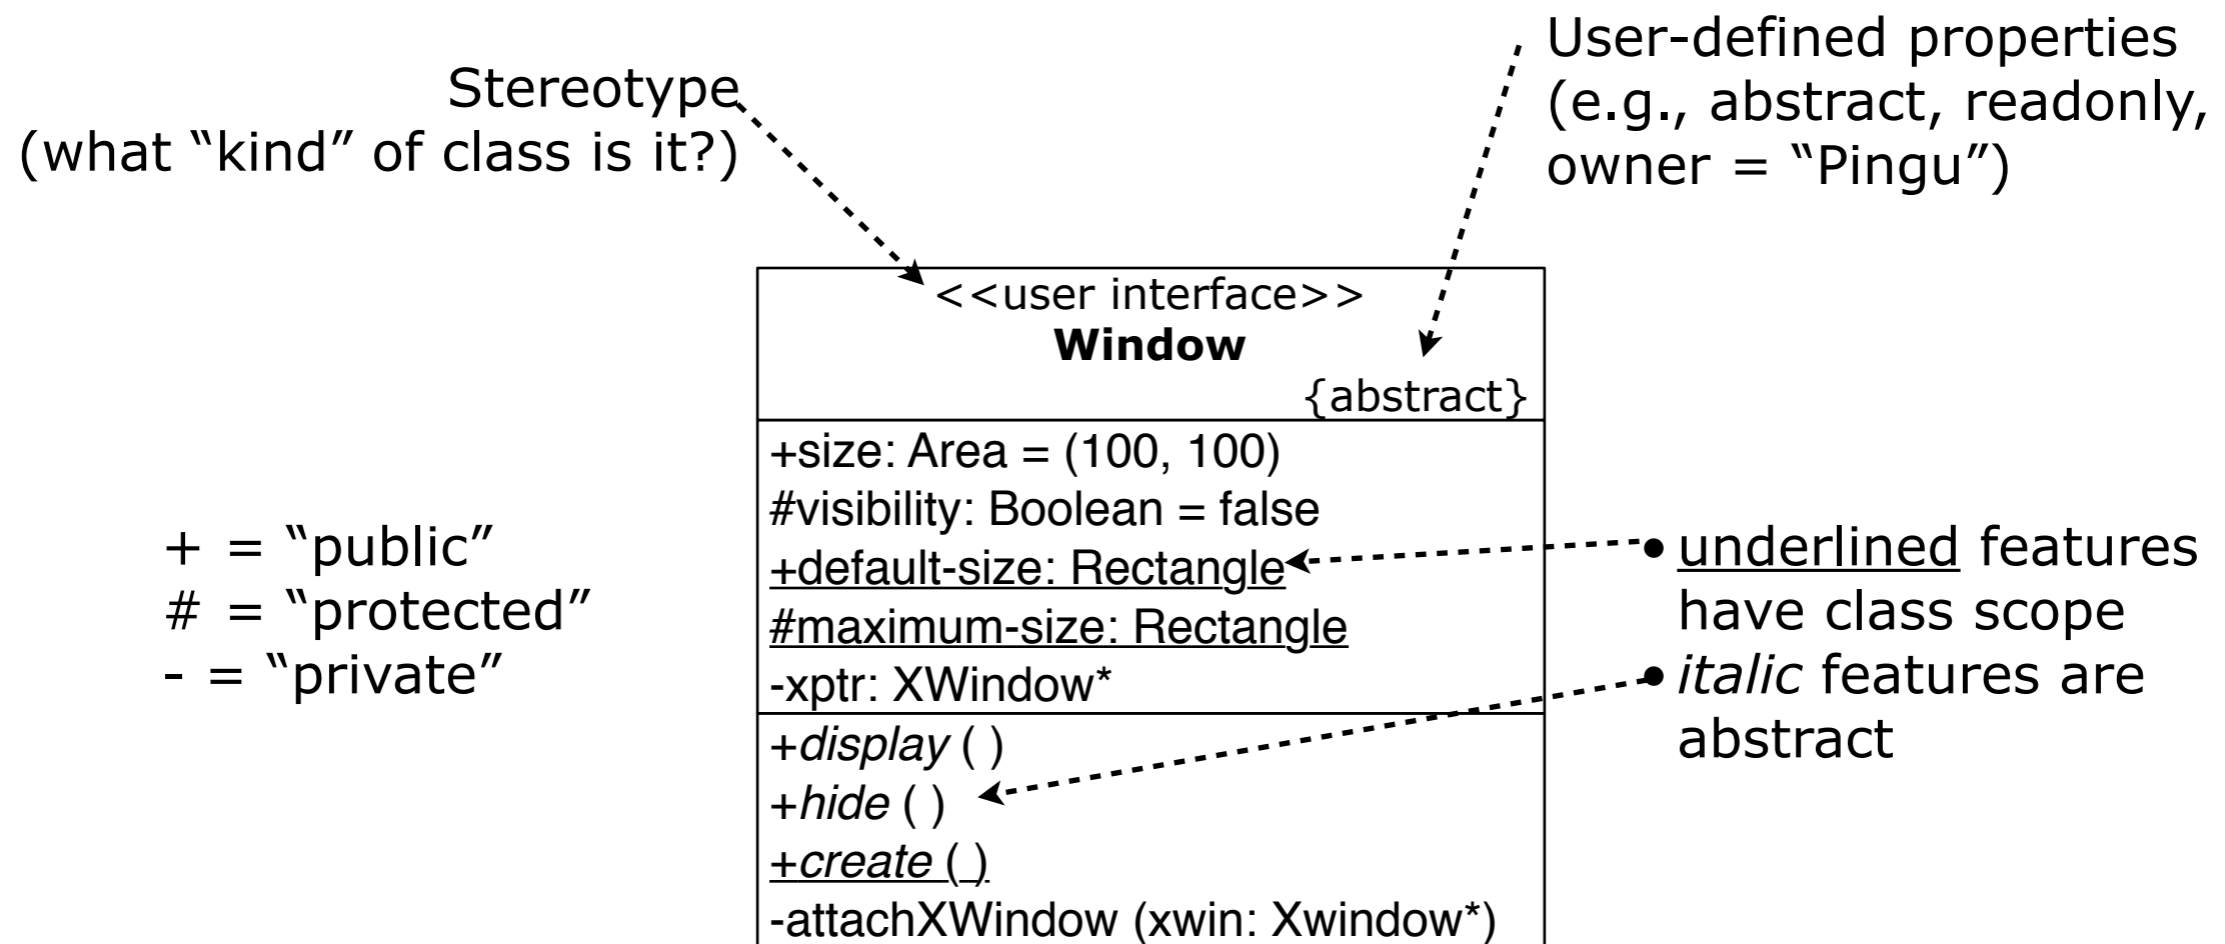 Stereotype
(what “kind” of class is it?)
User-defined properties
(e.g., abstract, readonly,
owner = “Pingu”)
<<user interface>>
Window
{abstract}
+size: Area = (100, 100)
#visibility: Boolean = false
+default-size: Rectangle
#maximum-size: Rectangle
-xptr: XWindow*
+display ( )
+hide ( )
+create ( )
-attachXWindow (xwin: Xwindow*)
+ = “public”
# = “protected”
- = “private”
•underlined features
have class scope
•italic features are
abstract